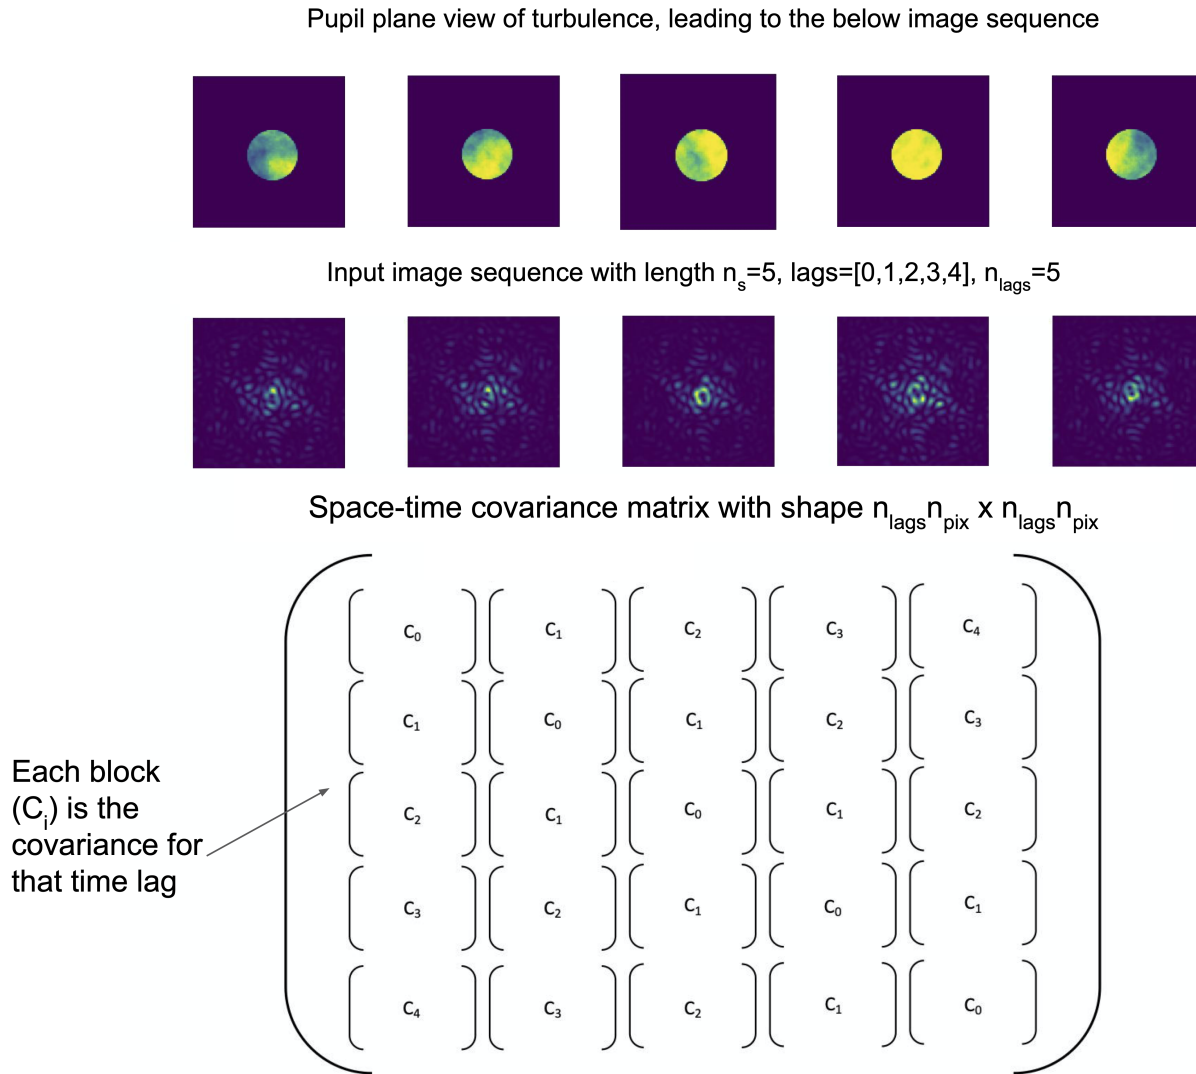 Pupil plane view of turbulence, leading to the below image sequence
Input image sequence with length nₛ=5, lags=[0,1,2,3,4], n_lags=5
Space-time covariance matrix with shape n_lagsn_pix x n_lagsn_pix
C₀ C₁ C₂ C₃ C₄
C₁ C₀ C₁ C₂ C₃
C₂ C₁ C₀ C₁ C₂
C₃ C₂ C₁ C₀ C₁
C₄ C₃ C₂ C₁ C₀
Each block
(Cᵢ) is the
covariance for
that time lag